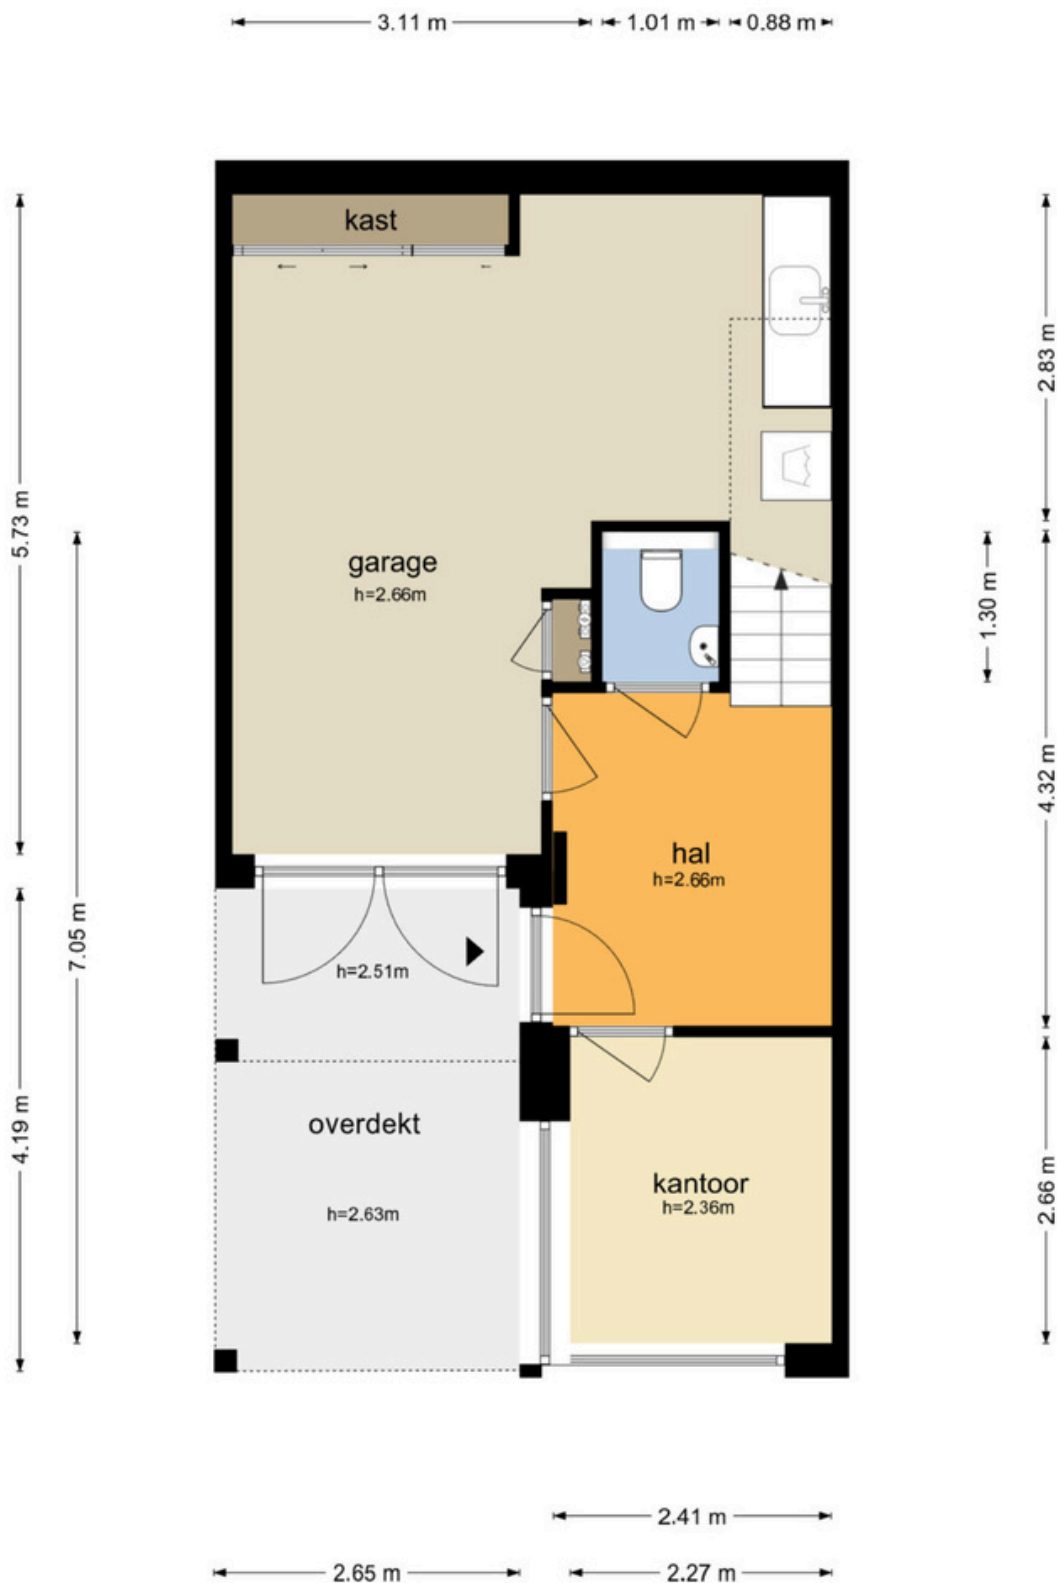 3.11 m
1.01 m
0.88 m
kast
2.83 m
5.73 m
garage
h=2.66m
1.30 m
4.32 m
hal
h=2.66m
7.05 m
h=2.51m
overdekt
4.19 m
kantoor
h=2.36m
2.66 m
h=2.63m
2.41 m
2.65 m
2.27 m